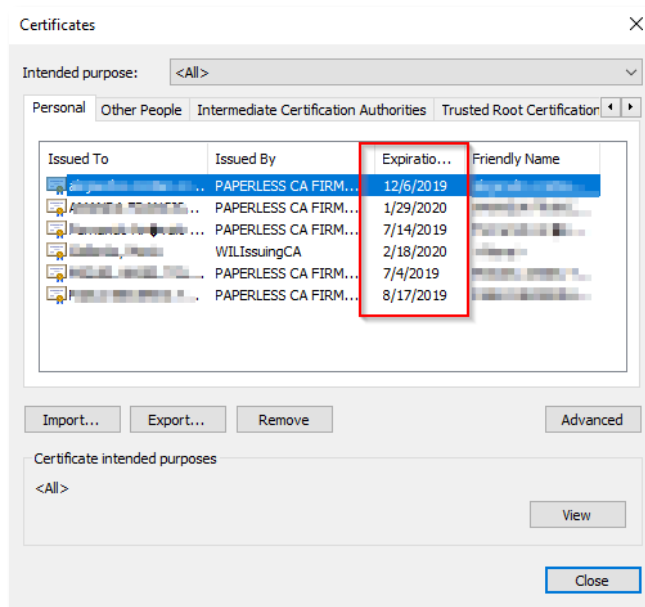 Certificates
Intended purpose: <All>
Personal Other People Intermediate Certification Authorities Trusted Root Certification
Issued To Issued By Expiratio... Friendly Name
... PAPERLESS CA FIRM... 12/6/2019
... PAPERLESS CA FIRM... 1/29/2020
... PAPERLESS CA FIRM... 7/14/2019
WILIssuingCA 2/18/2020
... PAPERLESS CA FIRM... 7/4/2019
... PAPERLESS CA FIRM... 8/17/2019
Import... Export... Remove Advanced
Certificate intended purposes
<All>
View
Close